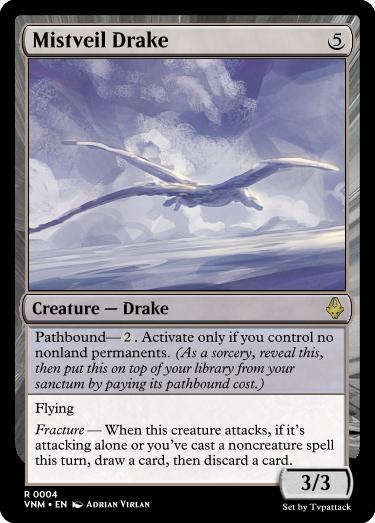 Mistveil Drake 5
Creature — Drake
Pathbound—2. Activate only if you control no
nonland permanents. (As a sorcery, reveal this,
then put this on top of your library from your
sanctum by paying its pathbound cost.)
Flying
Fracture — When this creature attacks, if it's
attacking alone or you've cast a noncreature spell
this turn, draw a card, then discard a card.
3/3
R 0004
VNM • EN Adrian Virlan
Set by Tvpattack